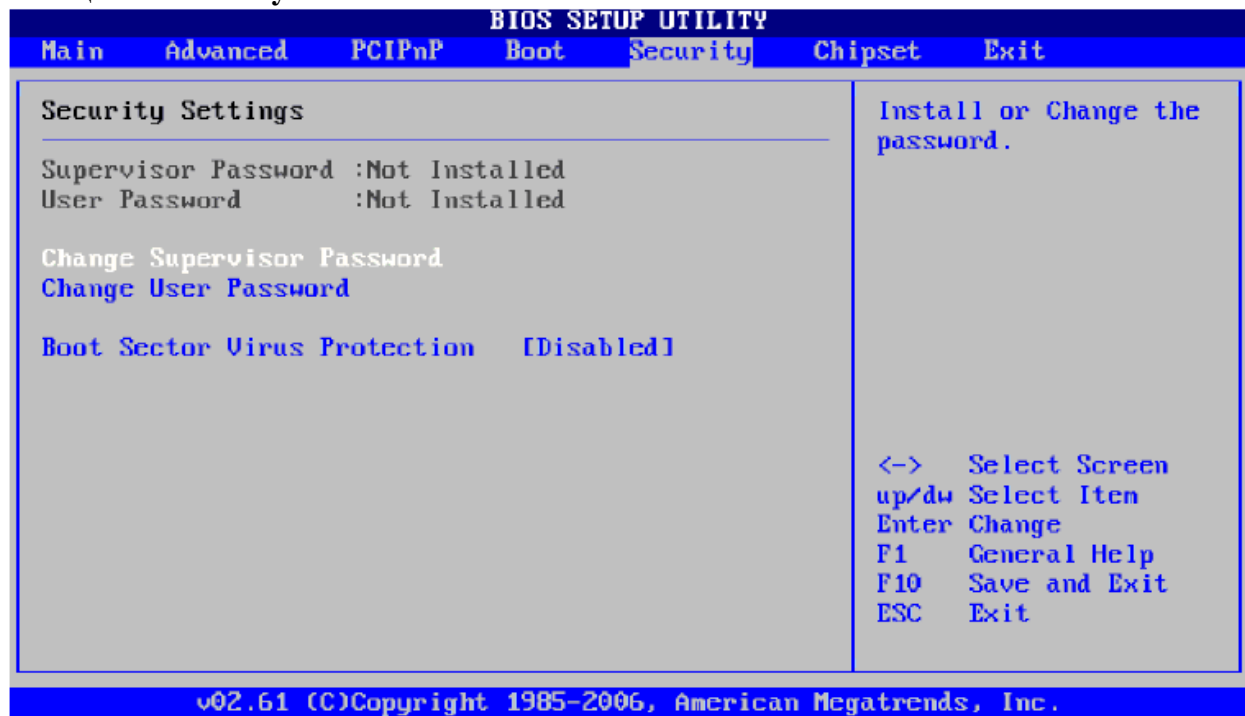 BIOS SETUP UTILITY
Main Advanced PCIPnP Boot Security Chipset Exit
Security Settings
Supervisor Password :Not Installed
User Password :Not Installed
Change Supervisor Password
Change User Password
Boot Sector Virus Protection [Disabled]
Install or Change the
password.
<-> Select Screen
up/dw Select Item
Enter Change
F1 General Help
F10 Save and Exit
ESC Exit
v02.61 (C)Copyright 1985-2006, American Megatrends, Inc.